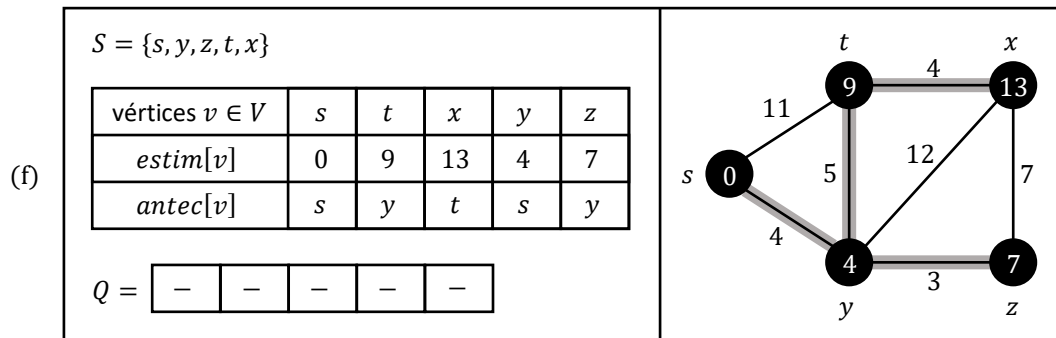 (f)
S = {s, y, z, t, x}
vértices v ∈ V s t x y z
estim[v] 0 9 13 4 7
antec[v] s y t s y
Q = – – – – –
t x
9 4 13
11
12
s 0 5 7
4
4 3 7
y z